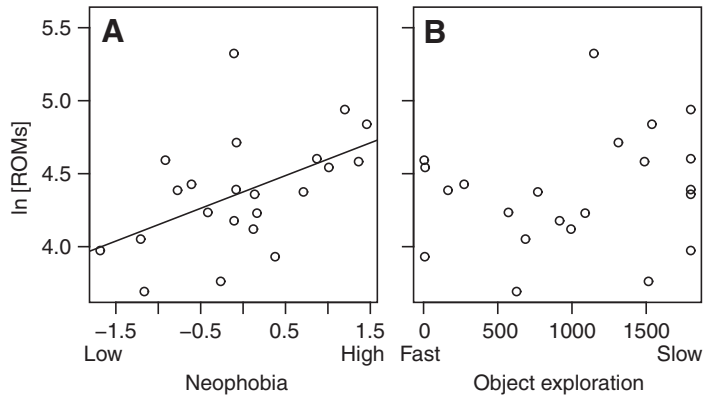 A
B
ln [ROMs]
5.5
5.0
4.5
4.0
−1.5 −0.5 0.5 1.5
Low High
Neophobia
0 500 1000 1500
Fast Slow
Object exploration